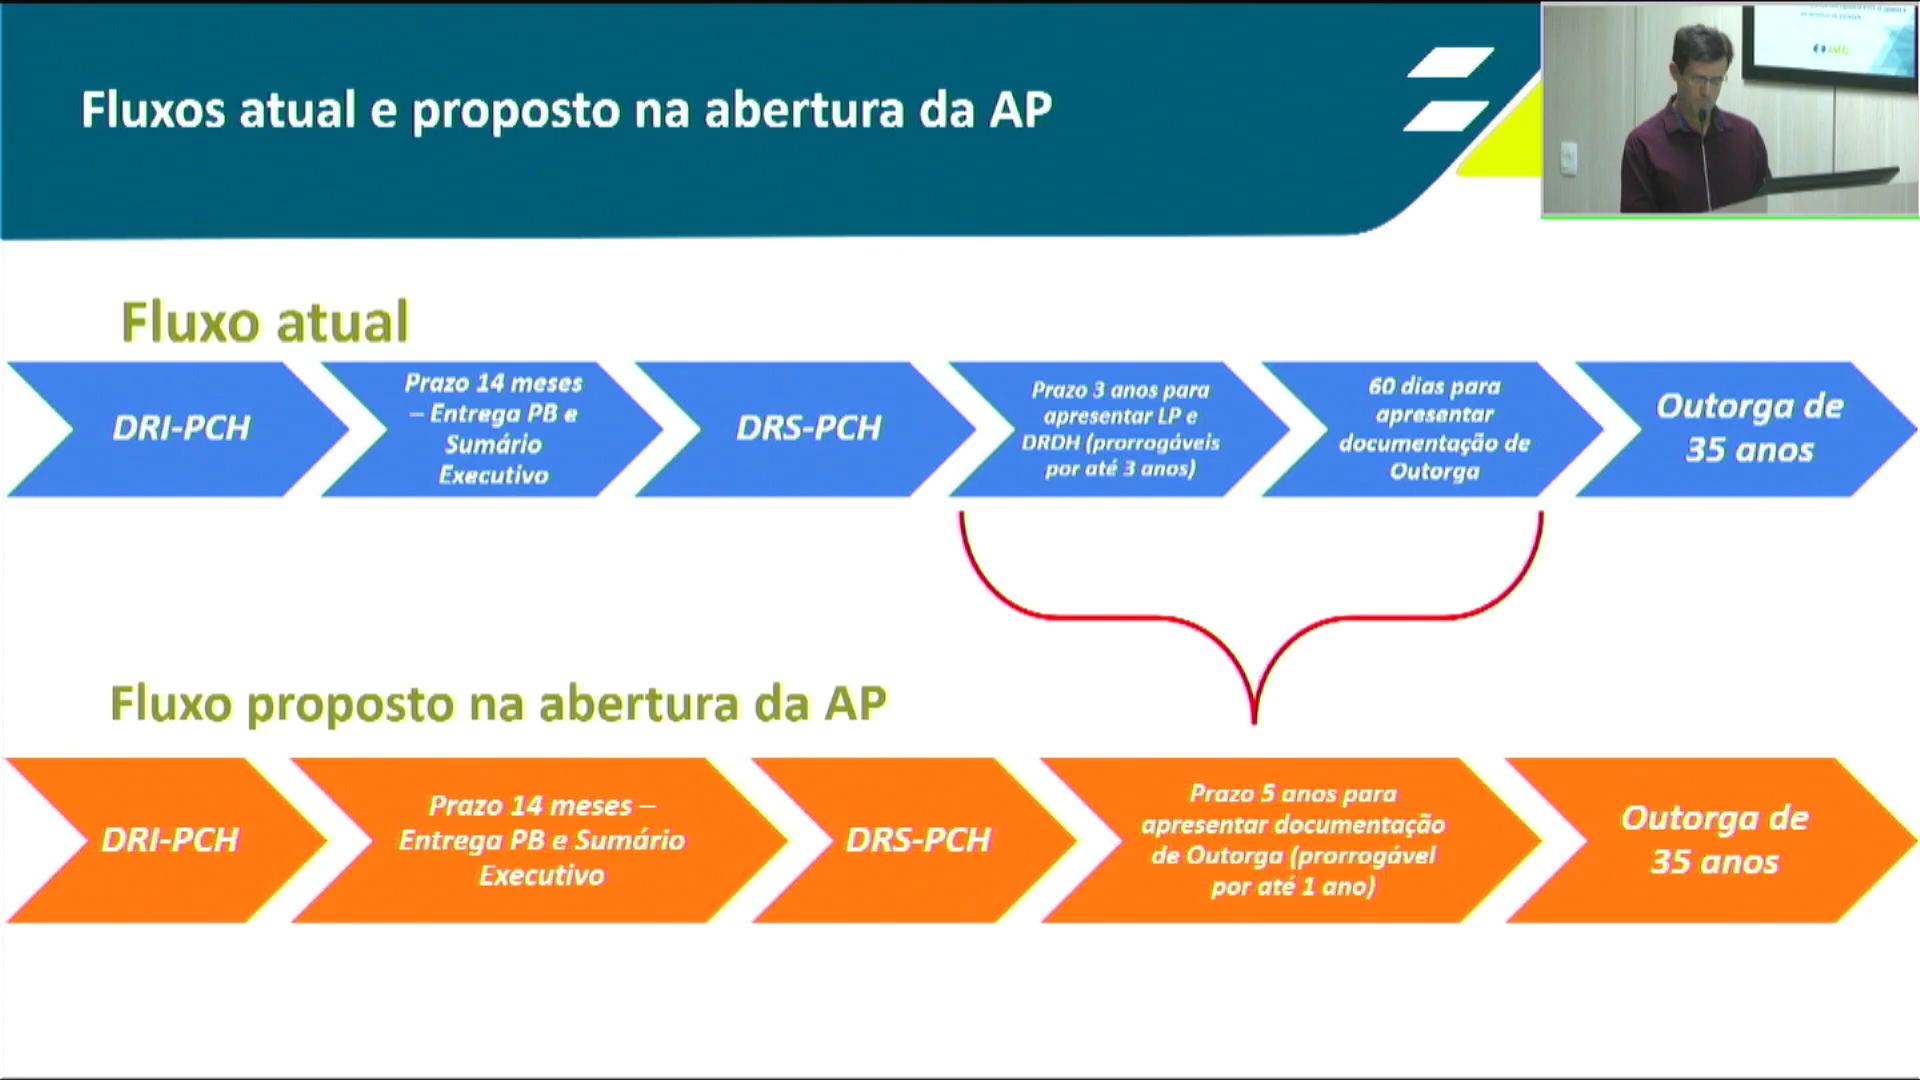 Fluxos atual e proposto na abertura da AP
Fluxo atual
DRI-PCH
Prazo 14 meses
– Entrega PB e
Sumário
Executivo
DRS-PCH
Prazo 3 anos para
apresentar LP e
DRDH (prorrogáveis
por até 3 anos)
60 dias para
apresentar
documentação de
Outorga
Outorga de
35 anos
Fluxo proposto na abertura da AP
DRI-PCH
Prazo 14 meses –
Entrega PB e Sumário
Executivo
DRS-PCH
Prazo 5 anos para
apresentar documentação
de Outorga (prorrogável
por até 1 ano)
Outorga de
35 anos